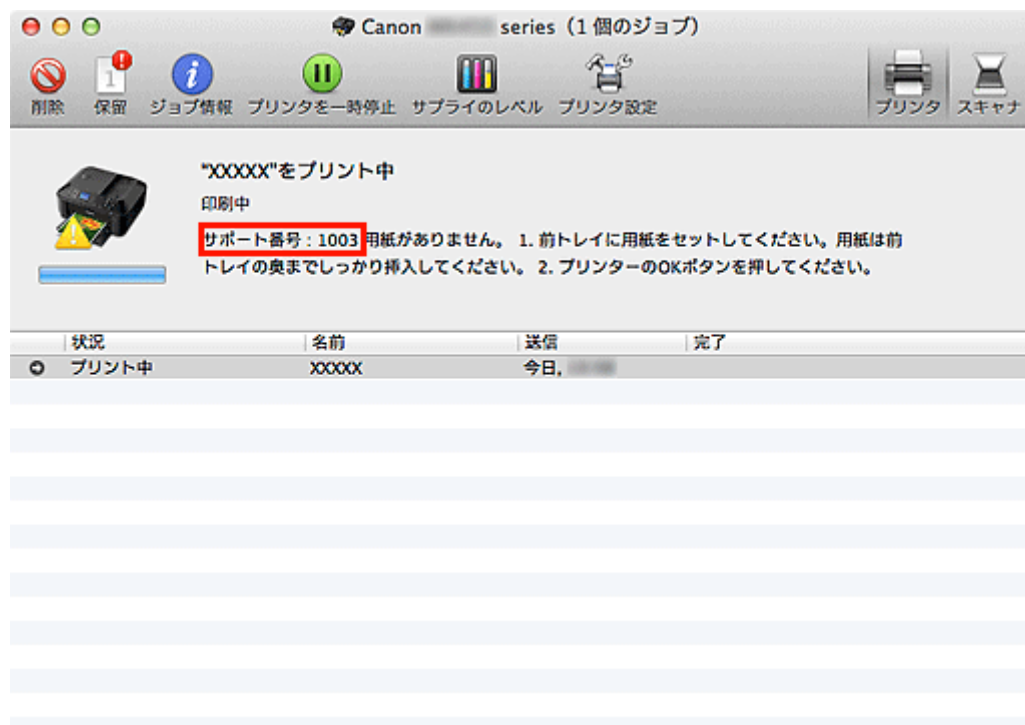 Canon series（1 個のジョブ）
削除 保留 ジョブ情報 プリンタを一時停止 サプライのレベル プリンタ設定 プリンタ スキャナ
"XXXXX"をプリント中
印刷中
サポート番号 : 1003 用紙がありません。 1. 前トレイに用紙をセットしてください。用紙は前
トレイの奥までしっかり挿入してください。 2. プリンターのOKボタンを押してください。
状況 名前 送信 完了
プリント中 XXXXX 今日,